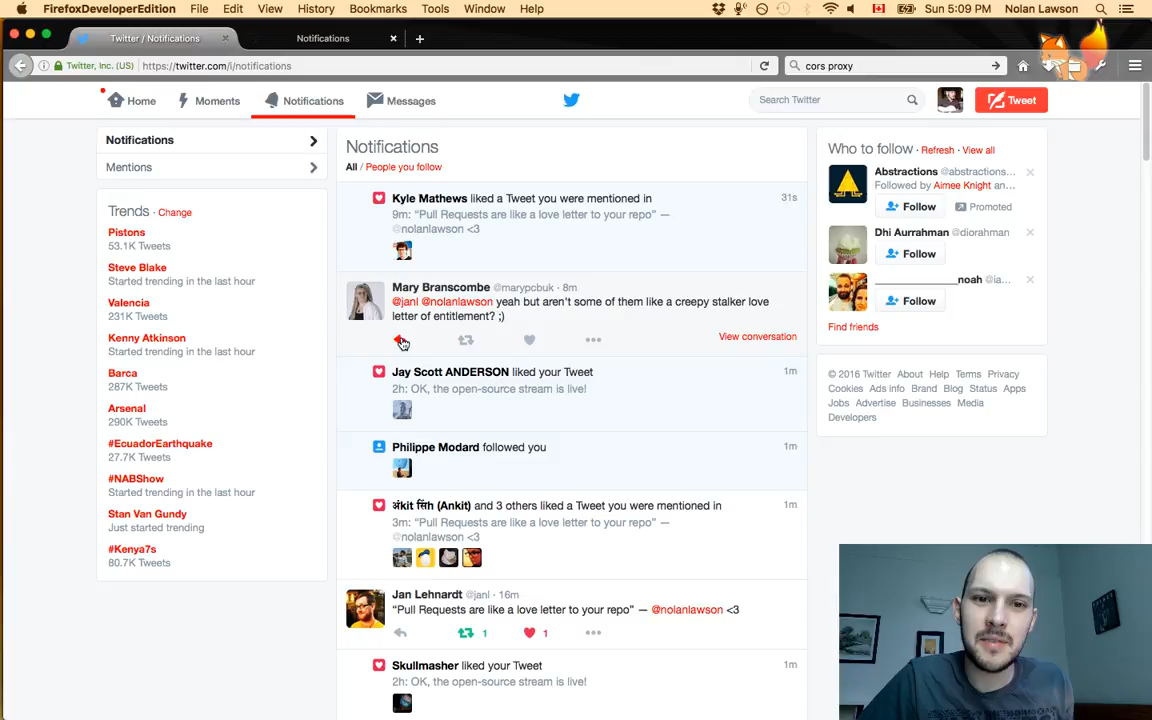 FirefoxDeveloperEdition File Edit View History Bookmarks Tools Window Help Sun 5:09 PM Nolan Lawson
Twitter / Notifications Notifications
Twitter, Inc. (US) https://twitter.com/i/notifications cors proxy
Home Moments Notifications Messages Search Twitter Tweet
Notifications
Mentions
Trends · Change
Pistons
53.1K Tweets
Steve Blake
Started trending in the last hour
Valencia
231K Tweets
Kenny Atkinson
Started trending in the last hour
Barca
287K Tweets
Arsenal
290K Tweets
#EcuadorEarthquake
27.7K Tweets
#NABShow
Started trending in the last hour
Stan Van Gundy
Just started trending
#Kenya7s
80.7K Tweets
Notifications
All / People you follow
Kyle Mathews liked a Tweet you were mentioned in 31s
9m: “Pull Requests are like a love letter to your repo” —
@nolanlawson <3
Mary Branscombe @marypcbuk · 8m
@janl @nolanlawson yeah but aren't some of them like a creepy stalker love
letter of entitlement? ;)
View conversation
Jay Scott ANDERSON liked your Tweet 1m
2h: OK, the open-source stream is live!
Philippe Modard followed you 1m
अंकित सिंह (Ankit) and 3 others liked a Tweet you were mentioned in 1m
3m: “Pull Requests are like a love letter to your repo” —
@nolanlawson <3
Jan Lehnardt @janl · 16m
“Pull Requests are like a love letter to your repo” — @nolanlawson <3
1 1
Skullmasher liked your Tweet 1m
2h: OK, the open-source stream is live!
Who to follow · Refresh · View all
Abstractions @abstractions...
Followed by Aimee Knight an...
Follow Promoted
Dhi Aurrahman @diorahman
Follow
_______________noah @ia...
Follow
Find friends
© 2016 Twitter About Help Terms Privacy
Cookies Ads info Brand Blog Status Apps
Jobs Advertise Businesses Media
Developers